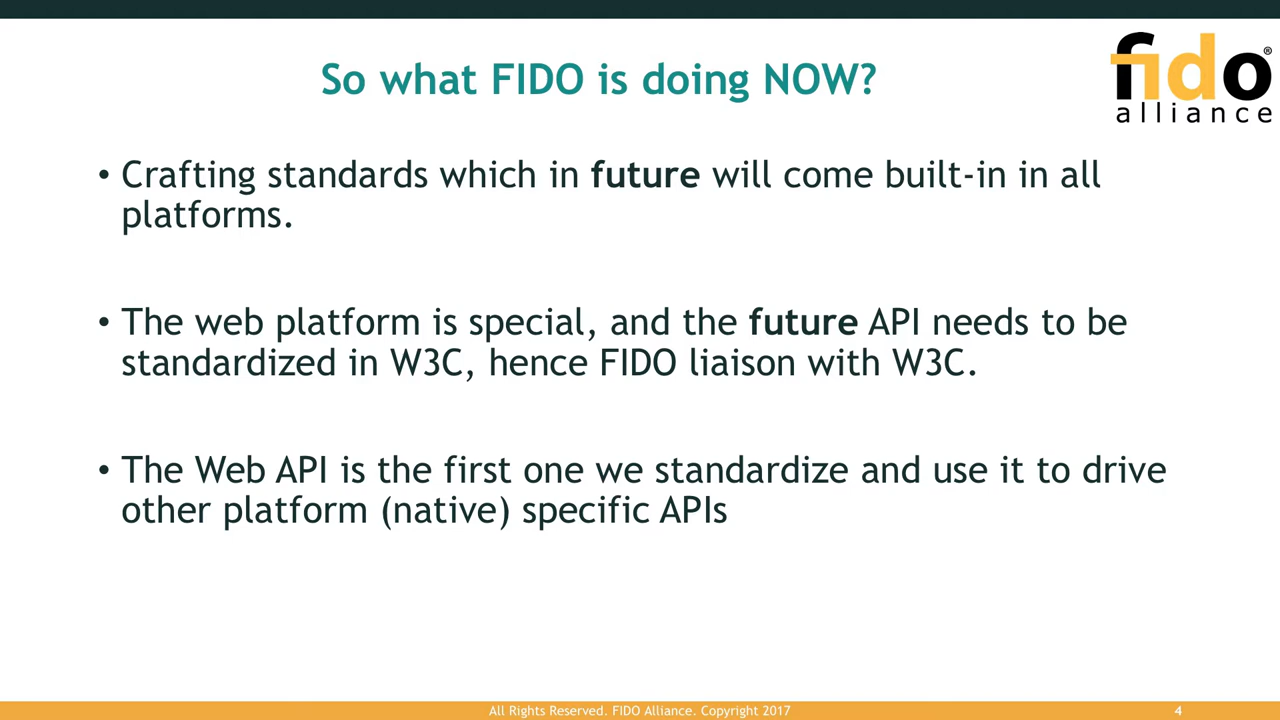 So what FIDO is doing NOW?
fido®
alliance
• Crafting standards which in future will come built-in in all
platforms.
• The web platform is special, and the future API needs to be
standardized in W3C, hence FIDO liaison with W3C.
• The Web API is the first one we standardize and use it to drive
other platform (native) specific APIs
All Rights Reserved. FIDO Alliance. Copyright 2017
4